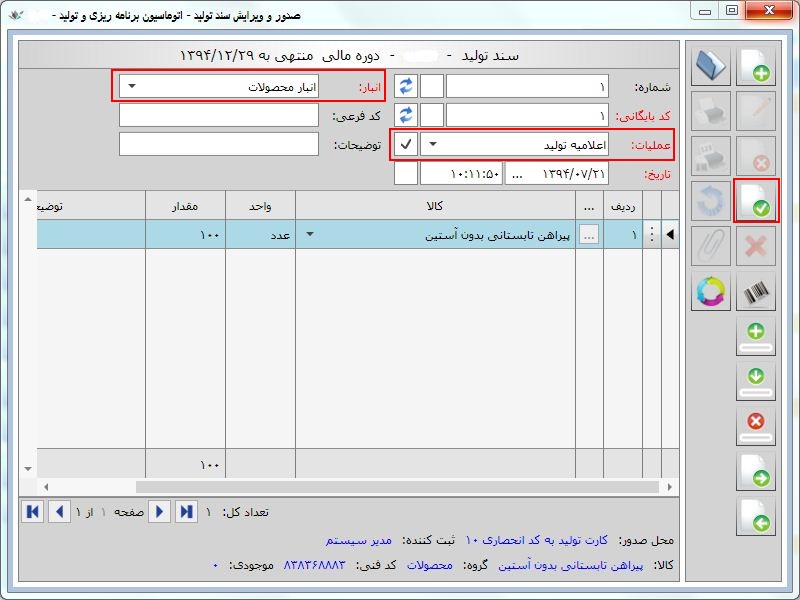 صدور و ویرایش سند تولید - اتوماسیون برنامه ریزی و تولید -
سند تولید - - دوره مالی منتهی به ۱۳۹۴/۱۲/۲۹
شماره: ۱ انبار: انبار محصولات
کد بایگانی: ۱ کد فرعی:
عملیات: اعلامیه تولید توضیحات:
تاریخ: ۱۳۹۴/۰۷/۲۱ ... ۱۰:۱۱:۵۰
ردیف ... کالا واحد مقدار توضیح
۱ ... پیراهن تابستانی بدون آستین عدد ۱۰۰
۱۰۰
تعداد کل: ۱ صفحه ۱ از ۱
محل صدور: کارت تولید به کد انحصاری ۱۰ ثبت کننده: مدیر سیستم
کالا: پیراهن تابستانی بدون آستین گروه: محصولات کد فنی: ۸۳۸۳۶۸۸۸۳ موجودی: ۰